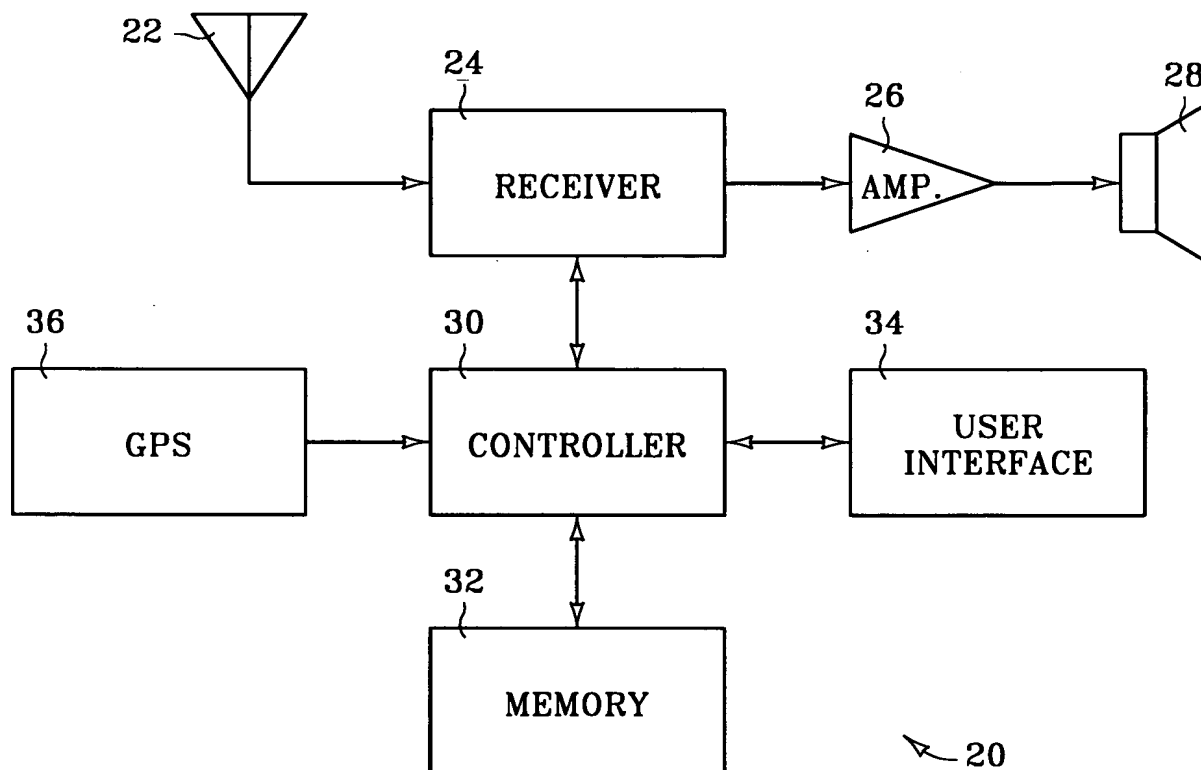 22
24
26
28
RECEIVER
AMP.
36
30
34
GPS
CONTROLLER
USER
INTERFACE
32
MEMORY
20